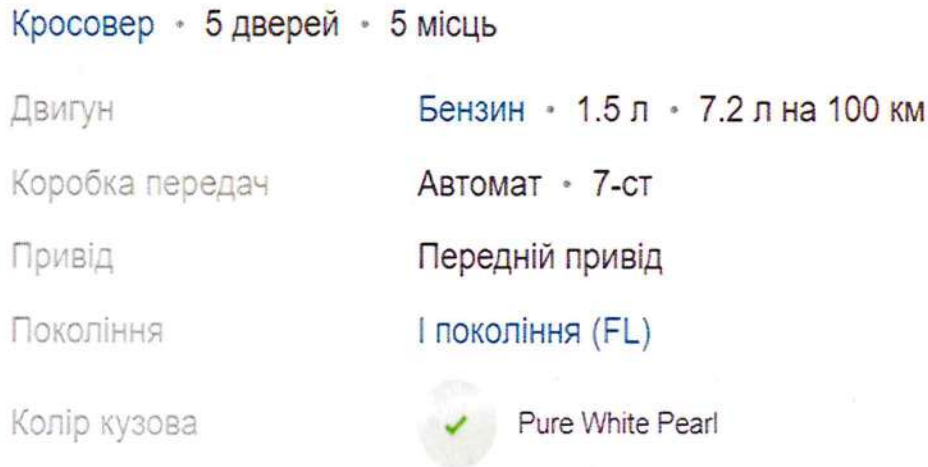 Кросовер • 5 дверей • 5 місць
Двигун Бензин • 1.5 л • 7.2 л на 100 км
Коробка передач Автомат • 7-ст
Привід Передній привід
Покоління I покоління (FL)
Колір кузова Pure White Pearl